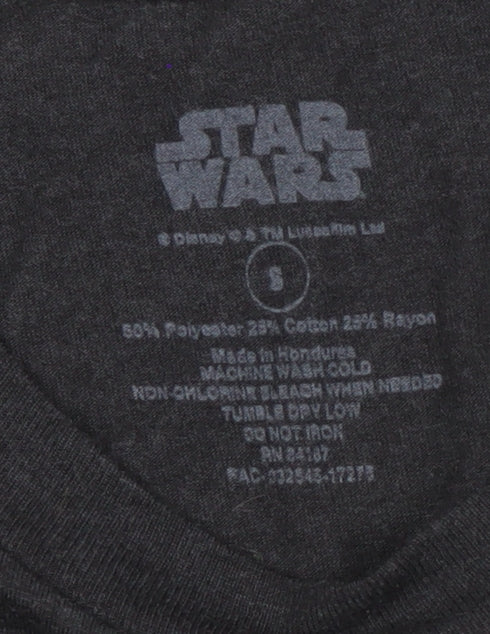 STAR
WARS
© Disney © & TM Lucasfilm Ltd
S
50% Polyester 25% Cotton 25% Rayon
Made in Honduras
MACHINE WASH COLD
NON-CHLORINE BLEACH WHEN NEEDED
TUMBLE DRY LOW
DO NOT IRON
RN